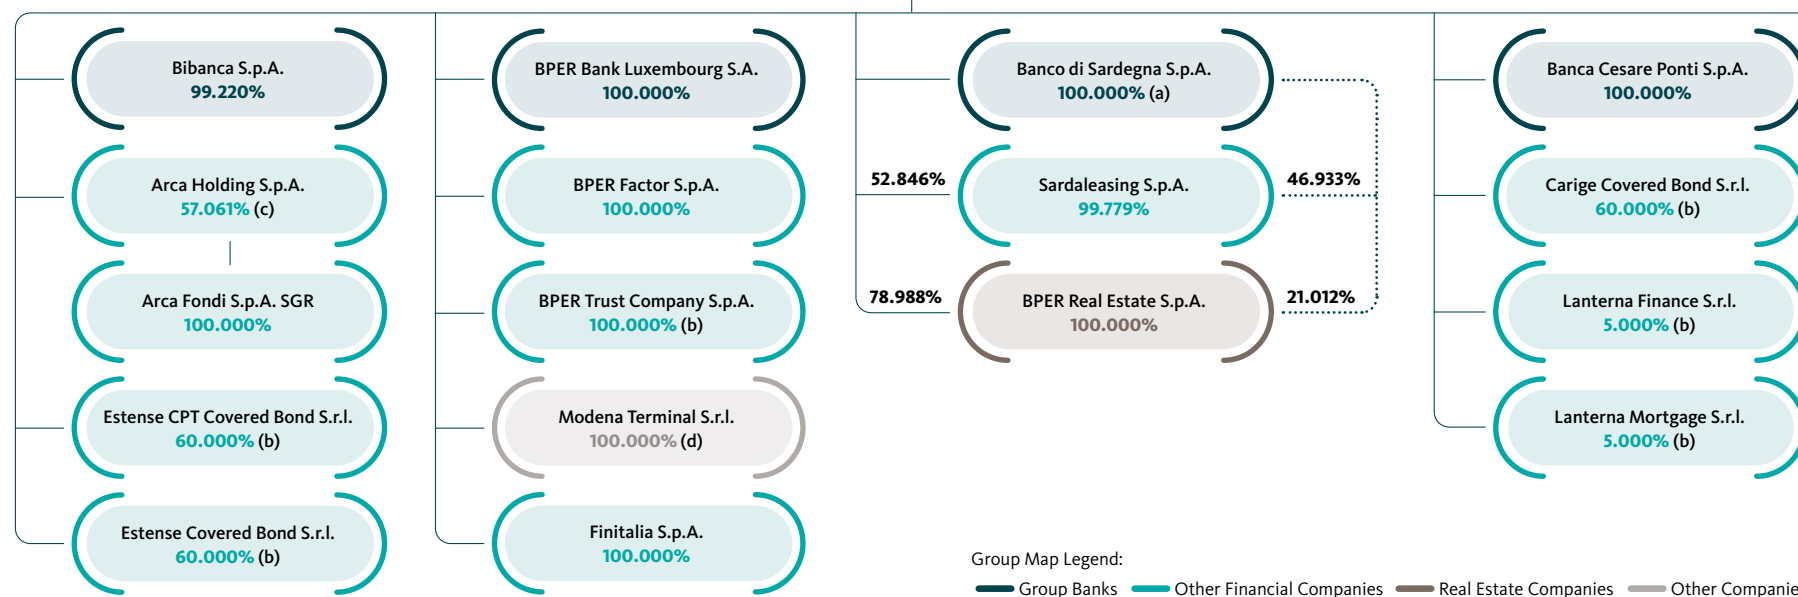 Bibanca S.p.A.
99.220%
Arca Holding S.p.A.
57.061% (c)
Arca Fondi S.p.A. SGR
100.000%
Estense CPT Covered Bond S.r.l.
60.000% (b)
Estense Covered Bond S.r.l.
60.000% (b)
BPER Bank Luxembourg S.A.
100.000%
BPER Factor S.p.A.
100.000%
BPER Trust Company S.p.A.
100.000% (b)
Modena Terminal S.r.l.
100.000% (d)
Finitalia S.p.A.
100.000%
Banco di Sardegna S.p.A.
100.000% (a)
52.846%
Sardaleasing S.p.A.
99.779%
46.933%
78.988%
BPER Real Estate S.p.A.
100.000%
21.012%
Banca Cesare Ponti S.p.A.
100.000%
Carige Covered Bond S.r.l.
60.000% (b)
Lanterna Finance S.r.l.
5.000% (b)
Lanterna Mortgage S.r.l.
5.000% (b)
Group Map Legend:
Group Banks Other Financial Companies Real Estate Companies Other Companie